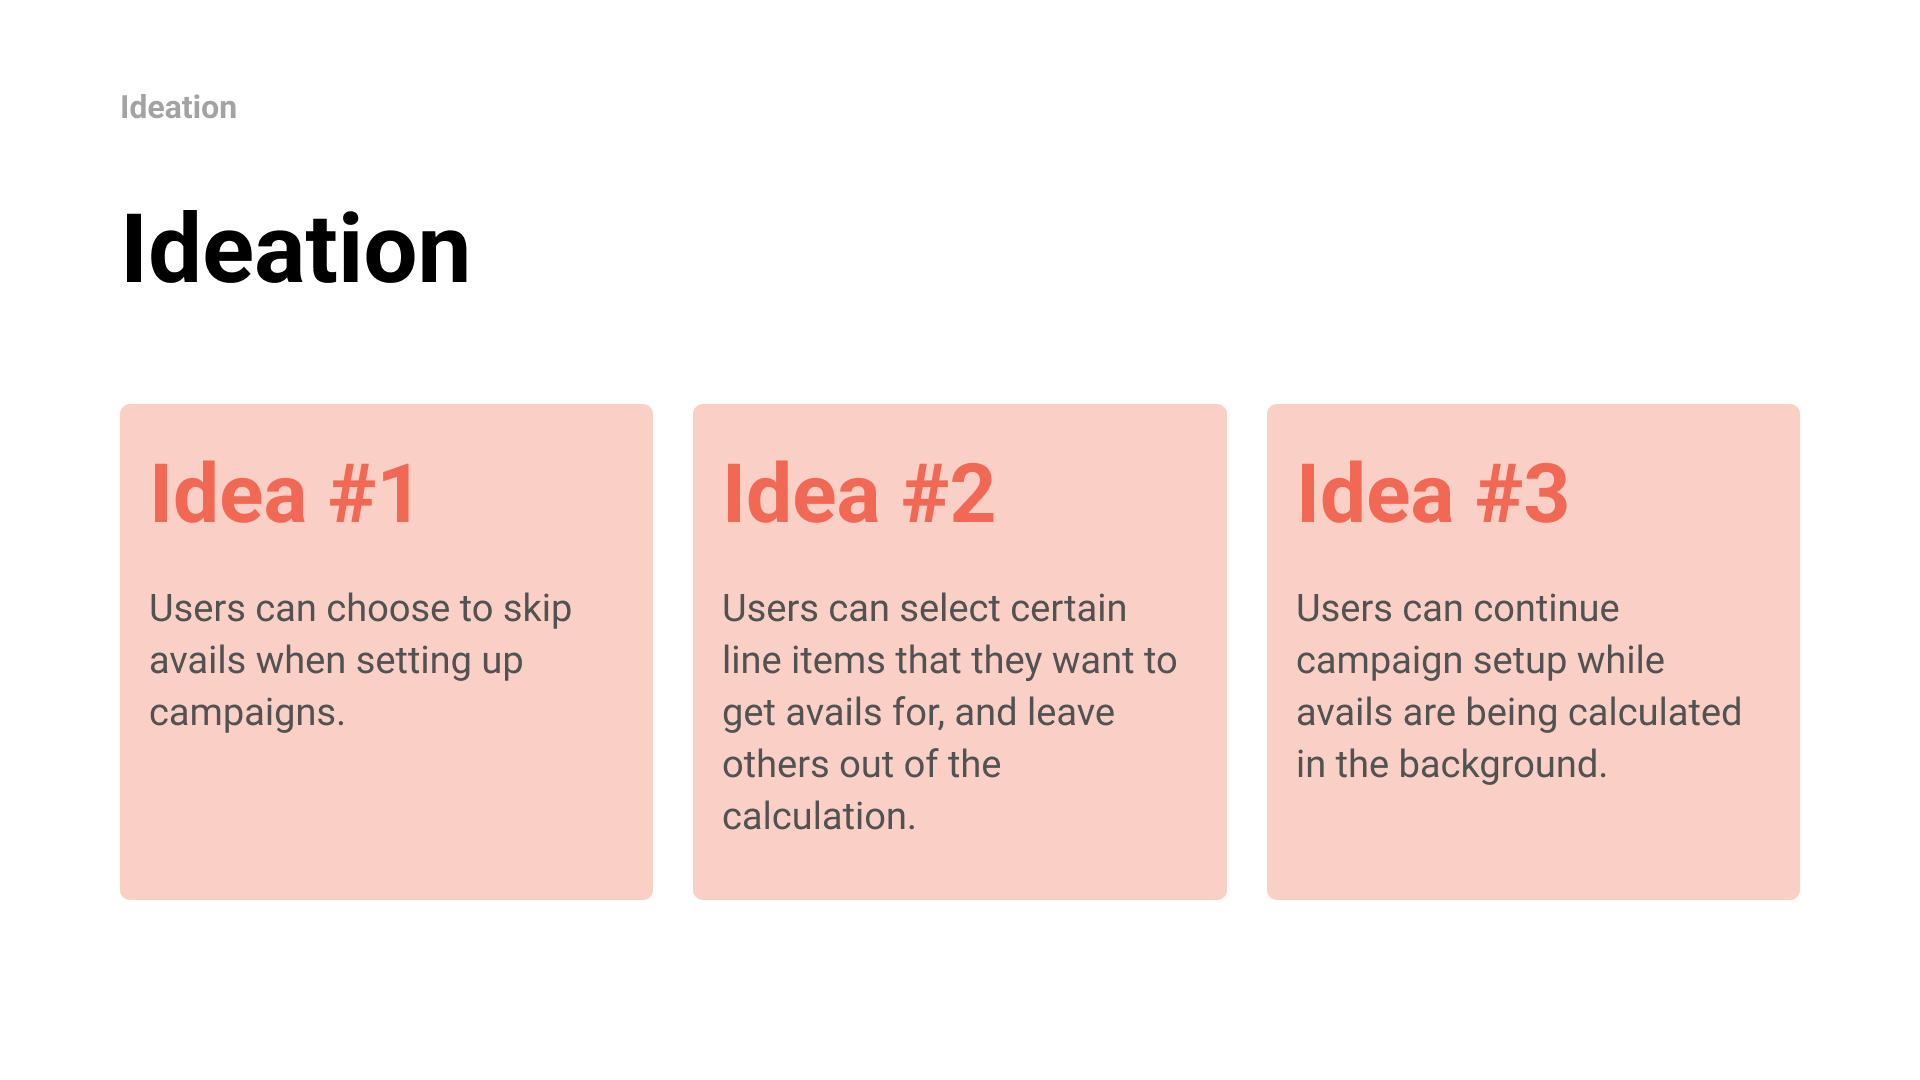 Ideation
Ideation
Idea #1
Users can choose to skip
avails when setting up
campaigns.
Idea #2
Users can select certain
line items that they want to
get avails for, and leave
others out of the
calculation.
Idea #3
Users can continue
campaign setup while
avails are being calculated
in the background.